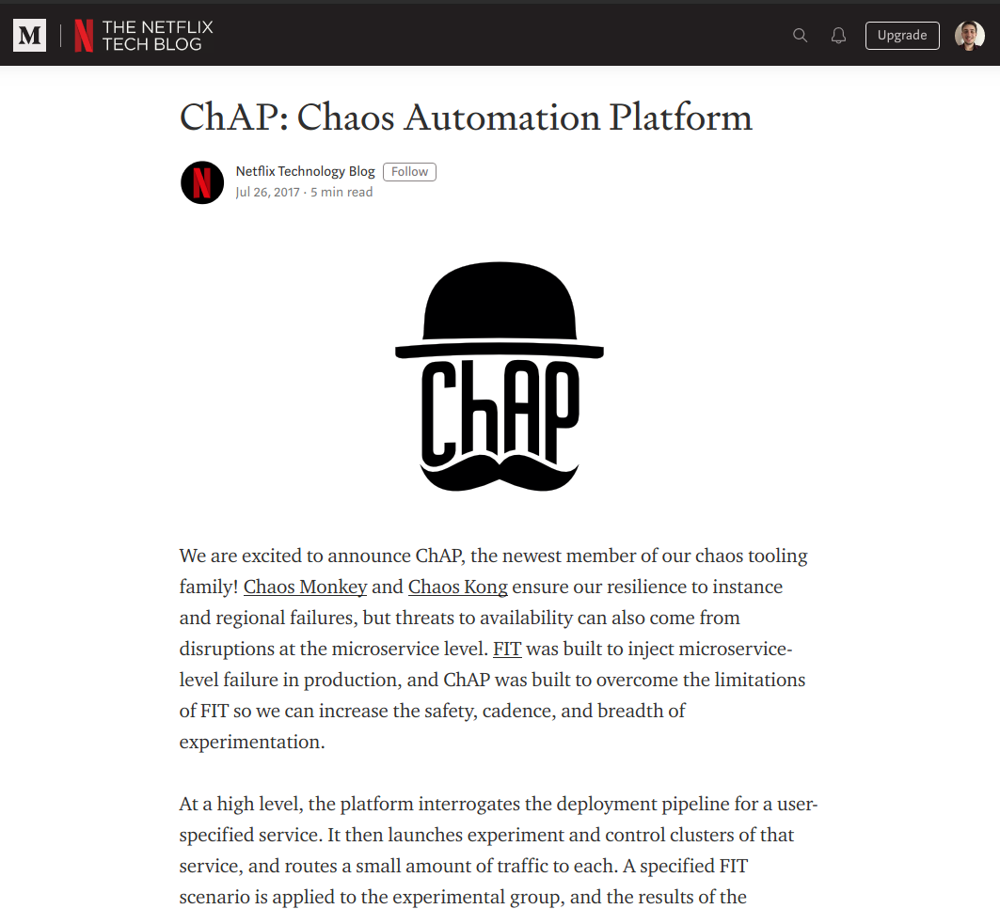 M
THE NETFLIX
TECH BLOG
Upgrade
ChAP: Chaos Automation Platform
Netflix Technology Blog Follow
Jul 26, 2017 · 5 min read
ChAP
We are excited to announce ChAP, the newest member of our chaos tooling
family! Chaos Monkey and Chaos Kong ensure our resilience to instance
and regional failures, but threats to availability can also come from
disruptions at the microservice level. FIT was built to inject microservice-
level failure in production, and ChAP was built to overcome the limitations
of FIT so we can increase the safety, cadence, and breadth of
experimentation.
At a high level, the platform interrogates the deployment pipeline for a user-
specified service. It then launches experiment and control clusters of that
service, and routes a small amount of traffic to each. A specified FIT
scenario is applied to the experimental group, and the results of the